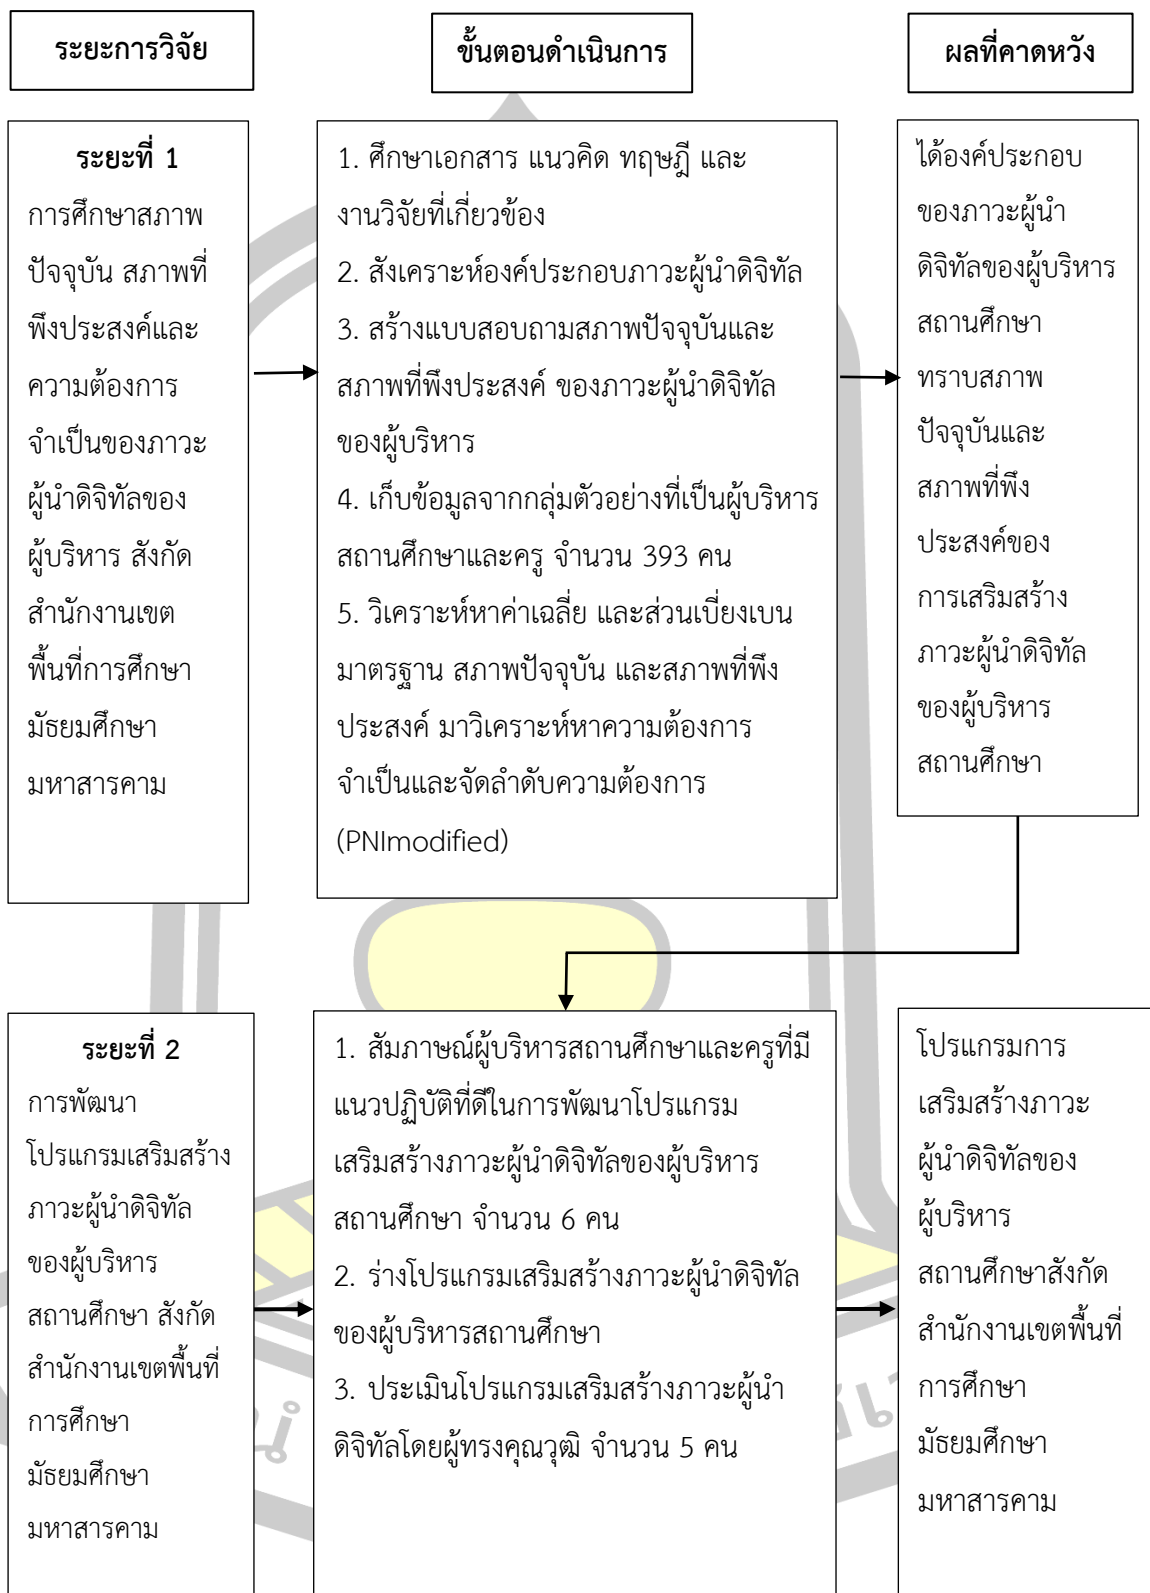 ระยะการวิจัย
ขั้นตอนดำเนินการ
ผลที่คาดหวัง
ระยะที่ 1
การศึกษาสภาพ
ปัจจุบัน สภาพที่
พึงประสงค์และ
ความต้องการ
จำเป็นของภาวะ
ผู้นำดิจิทัลของ
ผู้บริหาร สังกัด
สำนักงานเขต
พื้นที่การศึกษา
มัธยมศึกษา
มหาสารคาม
1. ศึกษาเอกสาร แนวคิด ทฤษฎี และ
งานวิจัยที่เกี่ยวข้อง
2. สังเคราะห์องค์ประกอบภาวะผู้นำดิจิทัล
3. สร้างแบบสอบถามสภาพปัจจุบันและ
สภาพที่พึงประสงค์ ของภาวะผู้นำดิจิทัล
ของผู้บริหาร
4. เก็บข้อมูลจากกลุ่มตัวอย่างที่เป็นผู้บริหาร
สถานศึกษาและครู จำนวน 393 คน
5. วิเคราะห์หาค่าเฉลี่ย และส่วนเบี่ยงเบน
มาตรฐาน สภาพปัจจุบัน และสภาพที่พึง
ประสงค์ มาวิเคราะห์หาความต้องการ
จำเป็นและจัดลำดับความต้องการ
(PNImodified)
ได้องค์ประกอบ
ของภาวะผู้นำ
ดิจิทัลของผู้บริหาร
สถานศึกษา
ทราบสภาพ
ปัจจุบันและ
สภาพที่พึง
ประสงค์ของ
การเสริมสร้าง
ภาวะผู้นำดิจิทัล
ของผู้บริหาร
สถานศึกษา
ระยะที่ 2
การพัฒนา
โปรแกรมเสริมสร้าง
ภาวะผู้นำดิจิทัล
ของผู้บริหาร
สถานศึกษา สังกัด
สำนักงานเขตพื้นที่
การศึกษา
มัธยมศึกษา
มหาสารคาม
1. สัมภาษณ์ผู้บริหารสถานศึกษาและครูที่มี
แนวปฏิบัติที่ดีในการพัฒนาโปรแกรม
เสริมสร้างภาวะผู้นำดิจิทัลของผู้บริหาร
สถานศึกษา จำนวน 6 คน
2. ร่างโปรแกรมเสริมสร้างภาวะผู้นำดิจิทัล
ของผู้บริหารสถานศึกษา
3. ประเมินโปรแกรมเสริมสร้างภาวะผู้นำ
ดิจิทัลโดยผู้ทรงคุณวุฒิ จำนวน 5 คน
โปรแกรมการ
เสริมสร้างภาวะ
ผู้นำดิจิทัลของ
ผู้บริหาร
สถานศึกษาสังกัด
สำนักงานเขตพื้นที่
การศึกษา
มัธยมศึกษา
มหาสารคาม